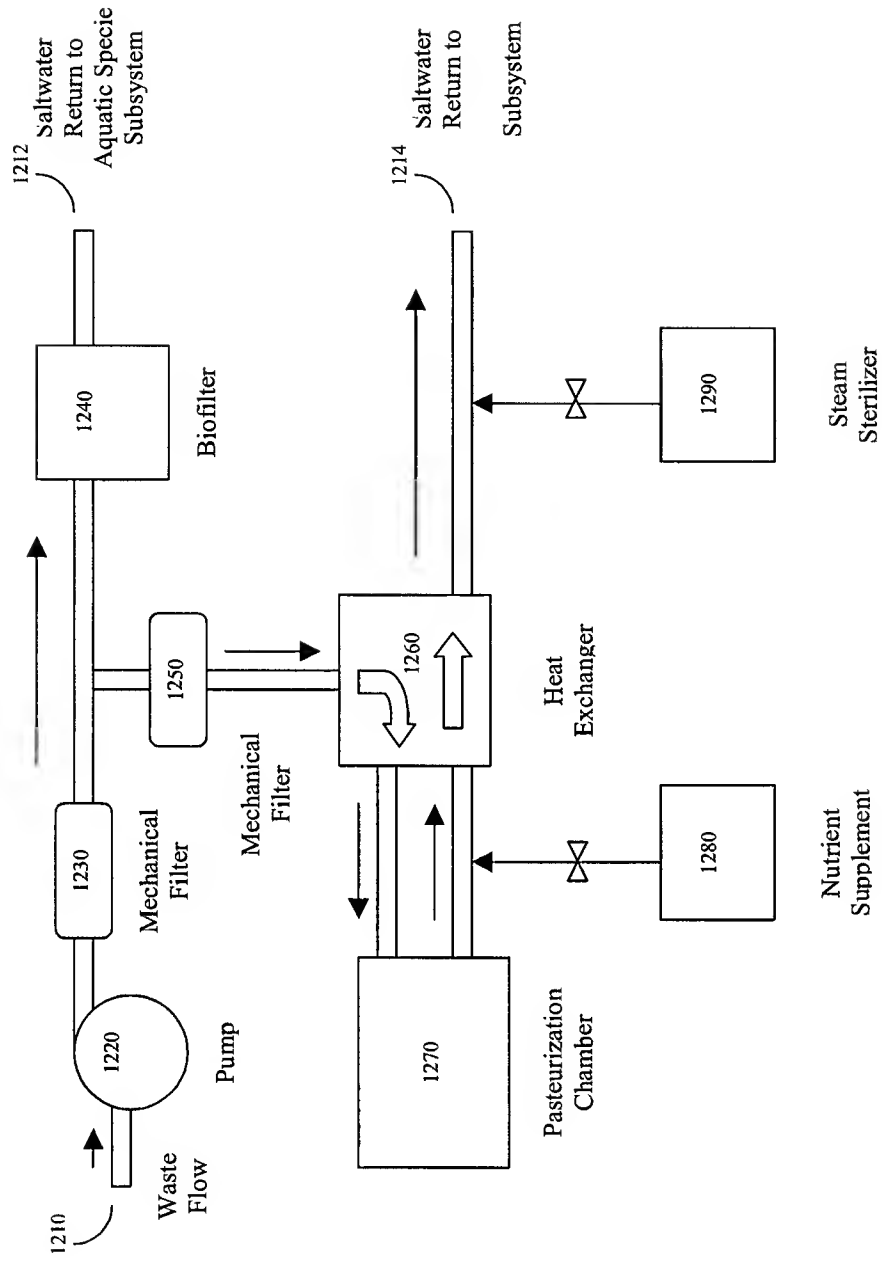 1210
Waste
Flow
1220
Pump
1230
Mechanical
Filter
1240
Biofilter
1212
Saltwater
Return to
Aquatic Specie
Subsystem
1250
Mechanical
Filter
1260
Heat
Exchanger
1214
Saltwater
Return to
Subsystem
1270
Pasteurization
Chamber
1280
Nutrient
Supplement
1290
Steam
Sterilizer